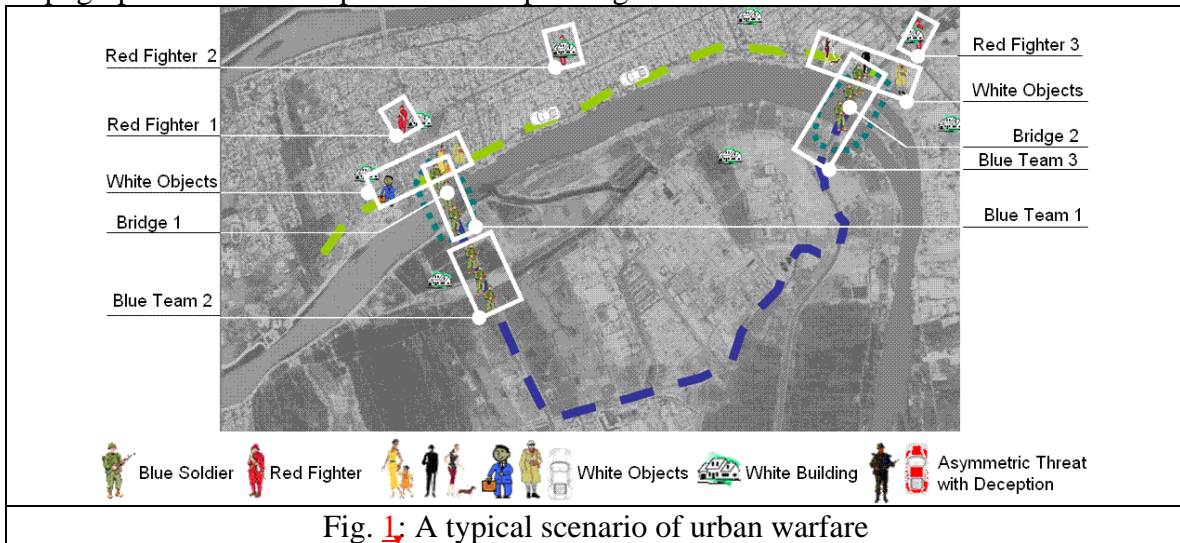 Red Fighter 2
Red Fighter 3
White Objects
Red Fighter 1
Bridge 2
Blue Team 3
White Objects
Bridge 1
Blue Team 1
Blue Team 2
Blue Soldier
Red Fighter
White Objects
White Building
Asymmetric Threat
with Deception
Fig. 1: A typical scenario of urban warfare